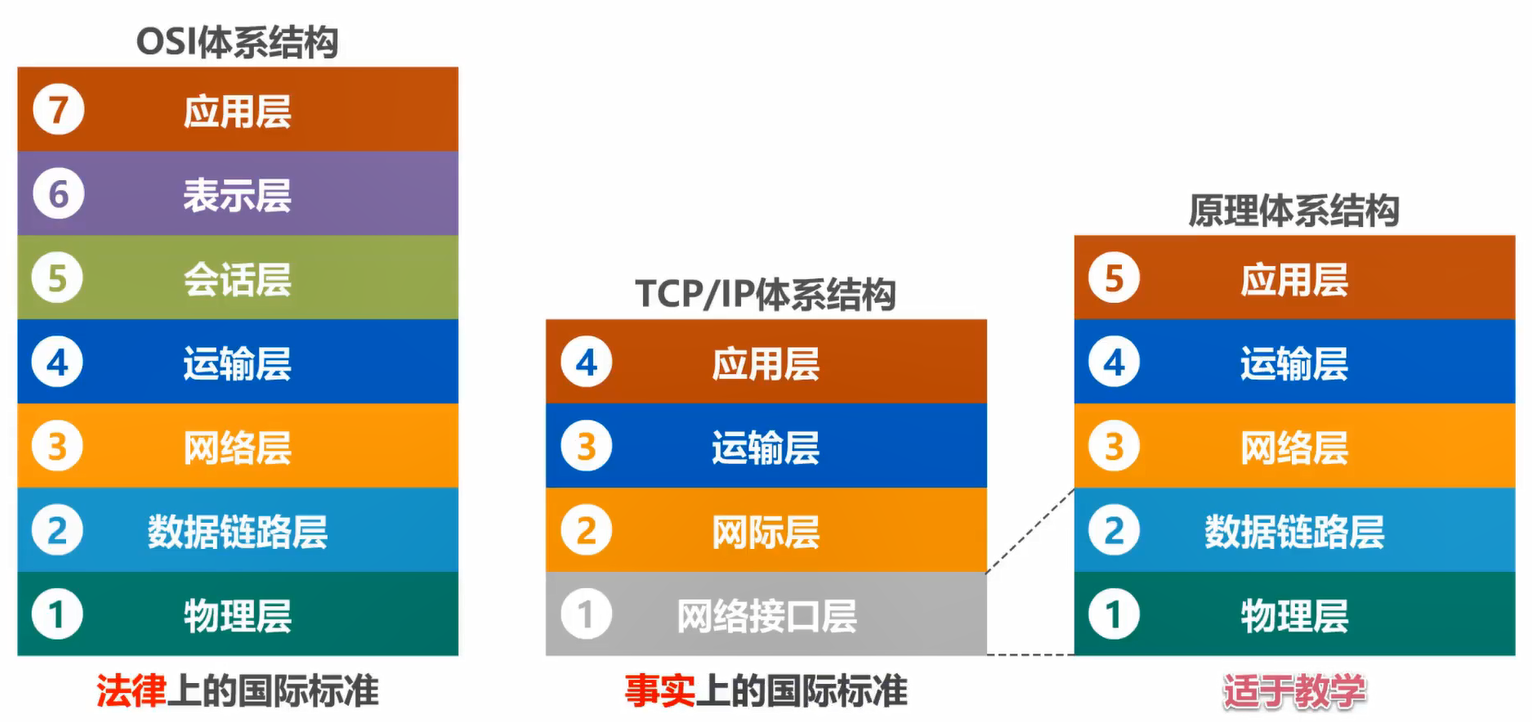 OSI体系结构
7 应用层
6 表示层
5 会话层
4 运输层
3 网络层
2 数据链路层
1 物理层
法律上的国际标准
TCP/IP体系结构
4 应用层
3 运输层
2 网际层
1 网络接口层
事实上的国际标准
原理体系结构
5 应用层
4 运输层
3 网络层
2 数据链路层
1 物理层
适于教学